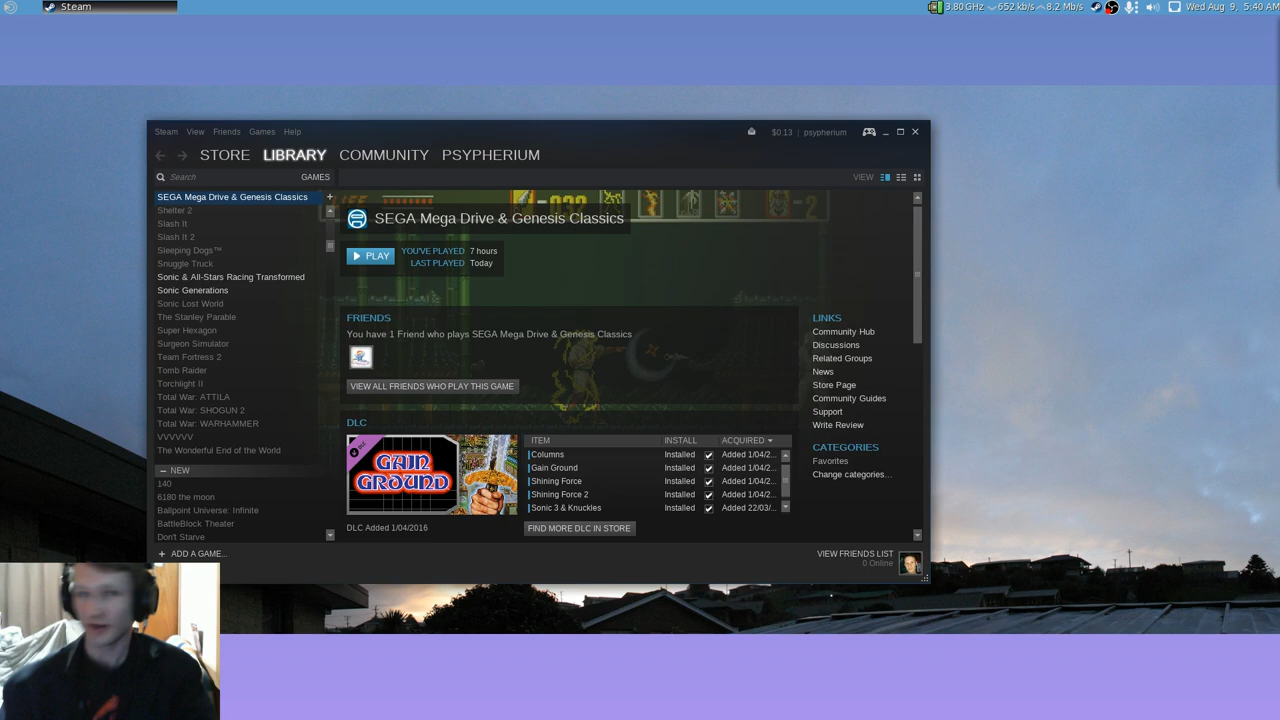 Steam
3.80 GHz 652 kb/s 8.2 Mb/s Wed Aug 9, 5:40 AM
Steam View Friends Games Help
$0.13 | psypherium
STORE LIBRARY COMMUNITY PSYPHERIUM
Search GAMES
VIEW
SEGA Mega Drive & Genesis Classics +
Shelter 2
Slash It
Slash It 2
Sleeping Dogs™
Snuggle Truck
Sonic & All-Stars Racing Transformed
Sonic Generations
Sonic Lost World
The Stanley Parable
Super Hexagon
Surgeon Simulator
Team Fortress 2
Tomb Raider
Torchlight II
Total War: ATTILA
Total War: SHOGUN 2
Total War: WARHAMMER
VVVVVV
The Wonderful End of the World
— NEW
140
6180 the moon
Ballpoint Universe: Infinite
BattleBlock Theater
Don't Starve
+ ADD A GAME...
SEGA Mega Drive & Genesis Classics
PLAY
YOU'VE PLAYED 7 hours
LAST PLAYED Today
FRIENDS
You have 1 Friend who plays SEGA Mega Drive & Genesis Classics
VIEW ALL FRIENDS WHO PLAY THIS GAME
DLC
GAIN
GROUND
DLC
DLC Added 1/04/2016
ITEM INSTALL ACQUIRED
Columns Installed Added 1/04/2...
Gain Ground Installed Added 1/04/2...
Shining Force Installed Added 1/04/2...
Shining Force 2 Installed Added 1/04/2...
Sonic 3 & Knuckles Installed Added 22/03/...
FIND MORE DLC IN STORE
LINKS
Community Hub
Discussions
Related Groups
News
Store Page
Community Guides
Support
Write Review
CATEGORIES
Favorites
Change categories...
VIEW FRIENDS LIST
0 Online